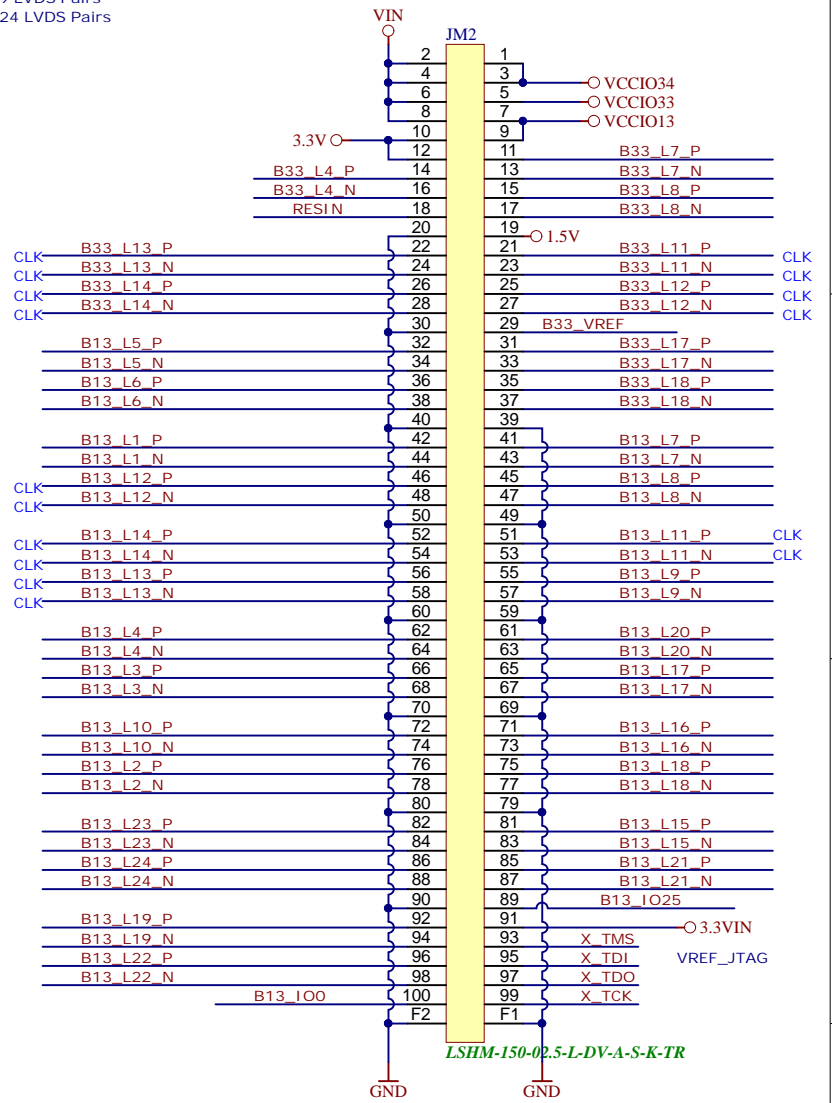 24 LVDS Pairs
VIN
JM2
2 1
4 3 VCCIO34
6 5 VCCIO33
8 7 VCCIO13
3.3V 10 9
12 11 B33_L7_P
B33_L4_P 14 13 B33_L7_N
B33_L4_N 16 15 B33_L8_P
RESIN 18 17 B33_L8_N
20 19 1.5V
CLK B33_L13_P 22 21 B33_L11_P CLK
CLK B33_L13_N 24 23 B33_L11_N CLK
CLK B33_L14_P 26 25 B33_L12_P CLK
CLK B33_L14_N 28 27 B33_L12_N CLK
30 29 B33_VREF
B13_L5_P 32 31 B33_L17_P
B13_L5_N 34 33 B33_L17_N
B13_L6_P 36 35 B33_L18_P
B13_L6_N 38 37 B33_L18_N
40 39
B13_L1_P 42 41 B13_L7_P
B13_L1_N 44 43 B13_L7_N
CLK B13_L12_P 46 45 B13_L8_P
CLK B13_L12_N 48 47 B13_L8_N
50 49
CLK B13_L14_P 52 51 B13_L11_P CLK
CLK B13_L14_N 54 53 B13_L11_N CLK
CLK B13_L13_P 56 55 B13_L9_P
CLK B13_L13_N 58 57 B13_L9_N
60 59
B13_L4_P 62 61 B13_L20_P
B13_L4_N 64 63 B13_L20_N
B13_L3_P 66 65 B13_L17_P
B13_L3_N 68 67 B13_L17_N
70 69
B13_L10_P 72 71 B13_L16_P
B13_L10_N 74 73 B13_L16_N
B13_L2_P 76 75 B13_L18_P
B13_L2_N 78 77 B13_L18_N
80 79
B13_L23_P 82 81 B13_L15_P
B13_L23_N 84 83 B13_L15_N
B13_L24_P 86 85 B13_L21_P
B13_L24_N 88 87 B13_L21_N
90 89 B13_IO25
B13_L19_P 92 91 3.3VIN
B13_L19_N 94 93 X_TMS
B13_L22_P 96 95 X_TDI VREF_JTAG
B13_L22_N 98 97 X_TDO
B13_IO0 100 99 X_TCK
F2 F1
LSHM-150-02.5-L-DV-A-S-K-TR
GND GND